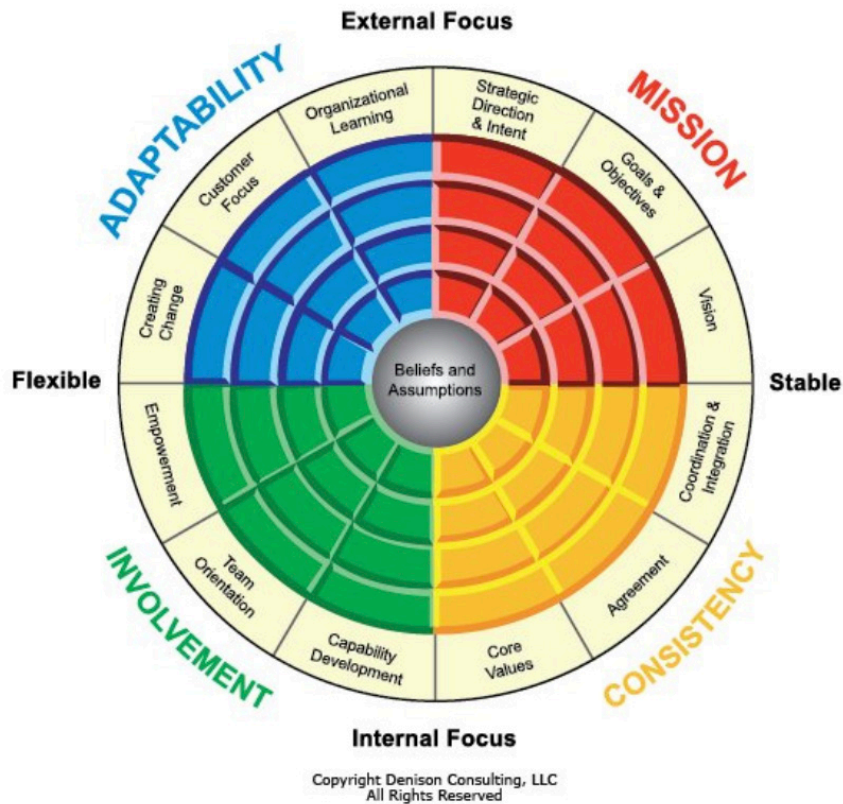 External Focus
ADAPTABILITY
MISSION
Organizational
Learning
Strategic
Direction
& Intent
Customer
Focus
Goals &
Objectives
Creating
Change
Vision
Flexible
Beliefs and
Assumptions
Stable
Empowerment
Coordination &
Integration
Team
Orientation
Agreement
Capability
Development
Core
Values
INVOLVEMENT
CONSISTENCY
Internal Focus
Copyright Denison Consulting, LLC
All Rights Reserved